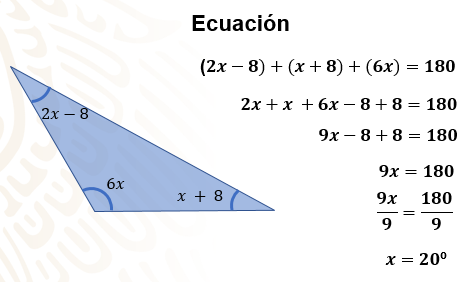 Ecuación
(2x − 8) + (x + 8) + (6x) = 180
2x + x + 6x − 8 + 8 = 180
9x − 8 + 8 = 180
9x = 180
9x/9 = 180/9
x = 20⁰
2x − 8
6x
x + 8